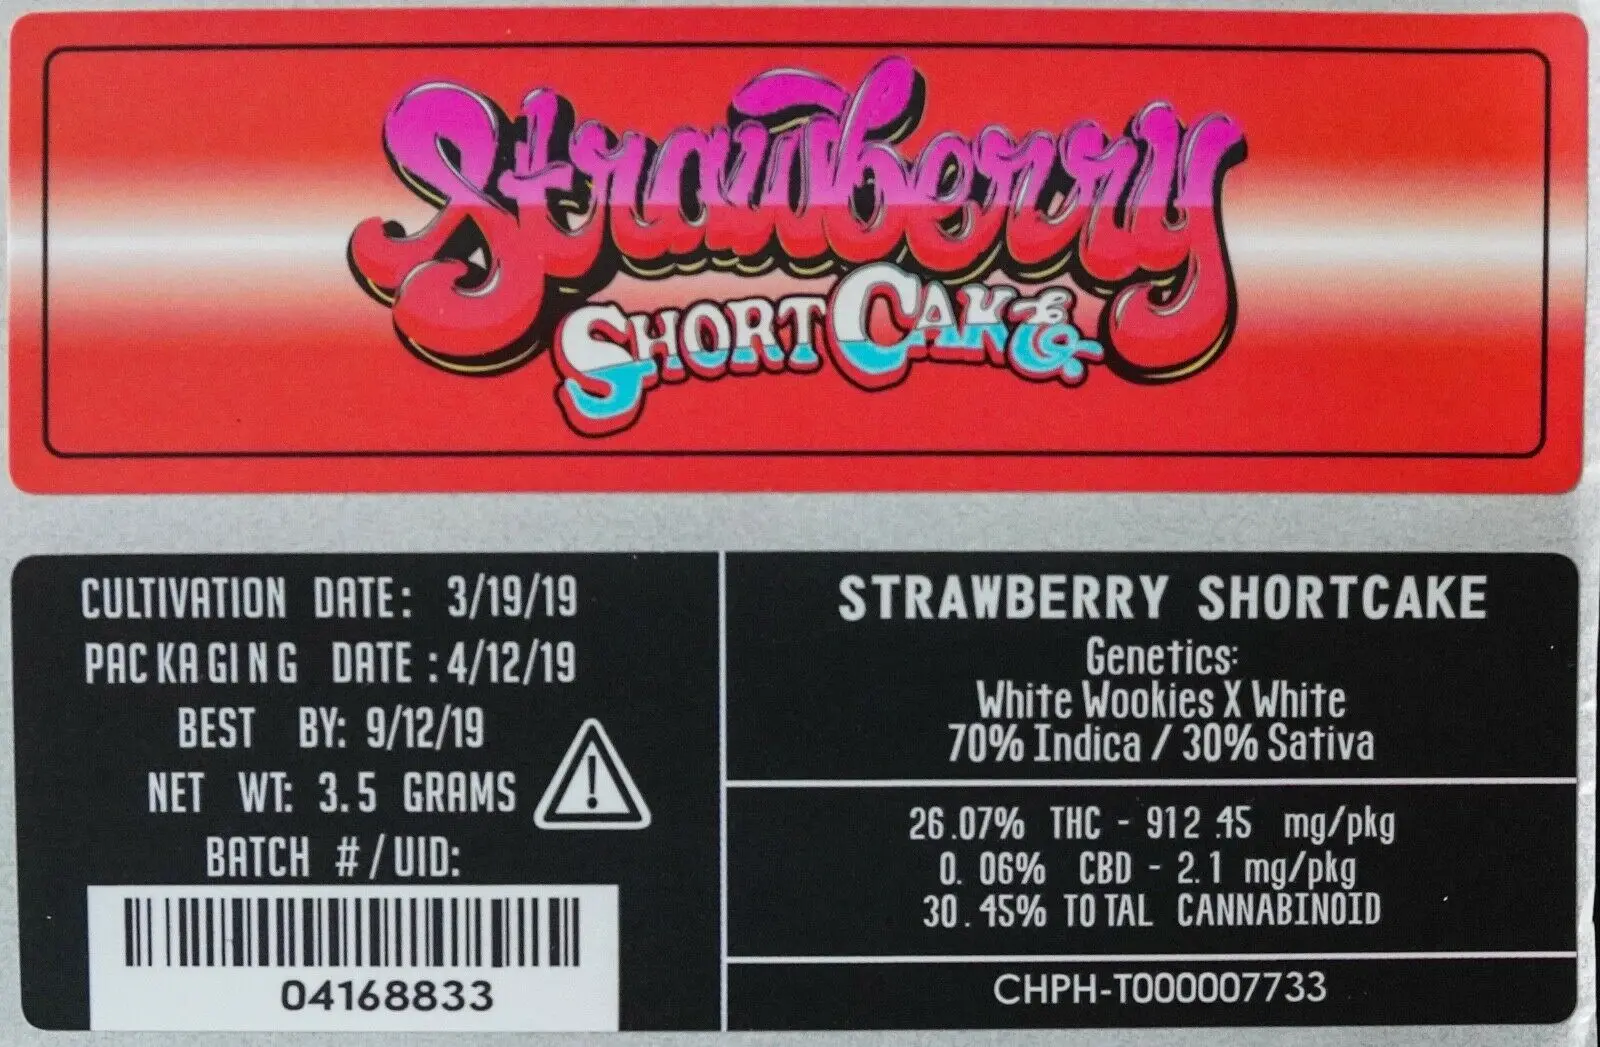 Strawberry
SHORTCAKE
CULTIVATION DATE: 3/19/19
PACKAGING DATE: 4/12/19
BEST BY: 9/12/19
NET WT: 3.5 GRAMS
!
BATCH #/UID:
04168833
STRAWBERRY SHORTCAKE
Genetics:
White Wookies X White
70% Indica / 30% Sativa
26.07% THC - 912.45 mg/pkg
0.06% CBD - 2.1 mg/pkg
30.45% TOTAL CANNABINOID
CHPH-T000007733